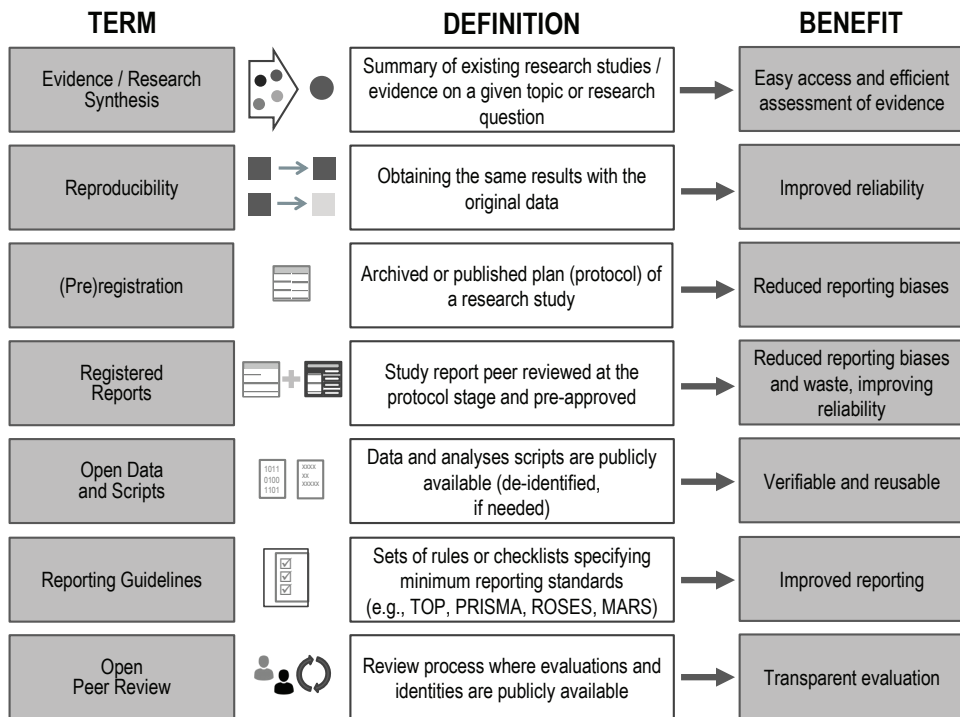 TERM
DEFINITION
BENEFIT
Evidence / Research
Synthesis
Summary of existing research studies /
evidence on a given topic or research
question
Easy access and efficient
assessment of evidence
Reproducibility
Obtaining the same results with the
original data
Improved reliability
(Pre)registration
Archived or published plan (protocol) of
a research study
Reduced reporting biases
Registered
Reports
Study report peer reviewed at the
protocol stage and pre-approved
Reduced reporting biases
and waste, improving
reliability
Open Data
and Scripts
1011
0100
1101
xxxx
xx
xxxxx
Data and analyses scripts are publicly
available (de-identified,
if needed)
Verifiable and reusable
Reporting Guidelines
Sets of rules or checklists specifying
minimum reporting standards
(e.g., TOP, PRISMA, ROSES, MARS)
Improved reporting
Open
Peer Review
Review process where evaluations and
identities are publicly available
Transparent evaluation